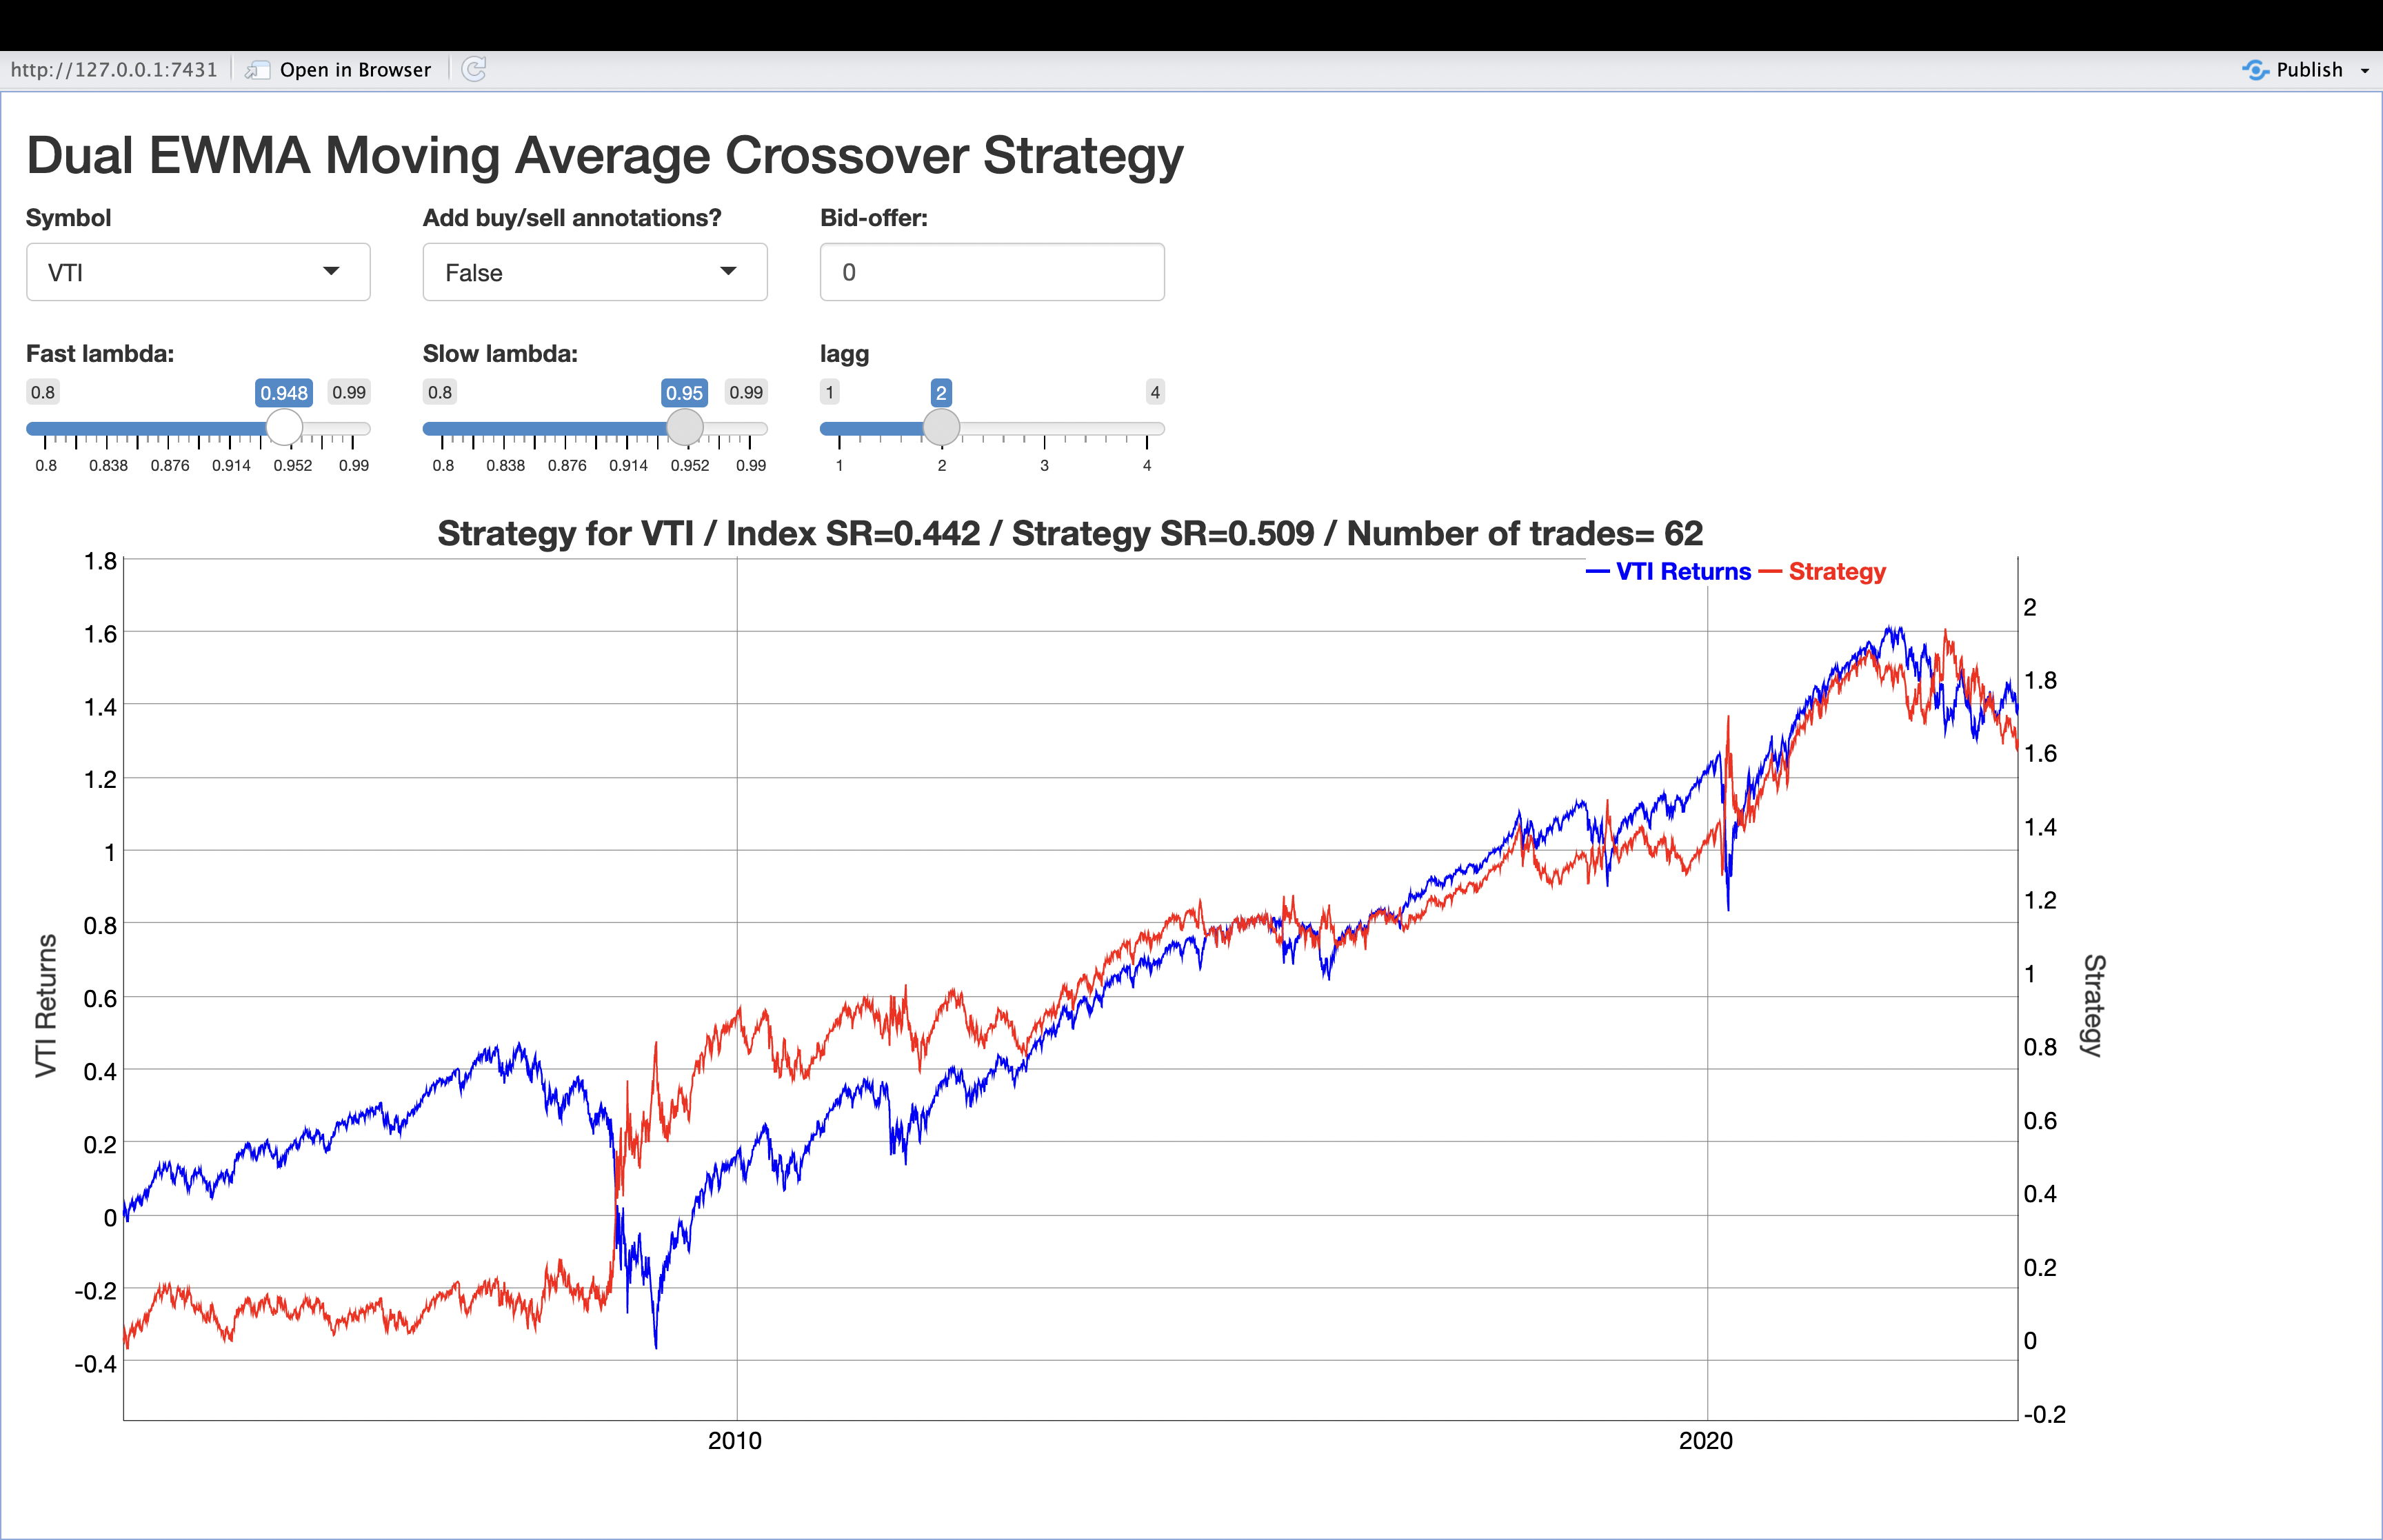 http://127.0.0.1:7431 Open in Browser Publish
Dual EWMA Moving Average Crossover Strategy
Symbol Add buy/sell annotations? Bid-offer:
VTI False 0
Fast lambda: Slow lambda: lagg
0.8 0.948 0.99 0.8 0.95 0.99 1 2 4
0.8 0.838 0.876 0.914 0.952 0.99 0.8 0.838 0.876 0.914 0.952 0.99 1 2 3 4
Strategy for VTI / Index SR=0.442 / Strategy SR=0.509 / Number of trades= 62
VTI Returns Strategy
1.8
1.6
1.4
1.2
1
0.8
0.6
0.4
0.2
0
-0.2
-0.4
VTI Returns
2
1.8
1.6
1.4
1.2
1
0.8
0.6
0.4
0.2
0
-0.2
Strategy
2010 2020